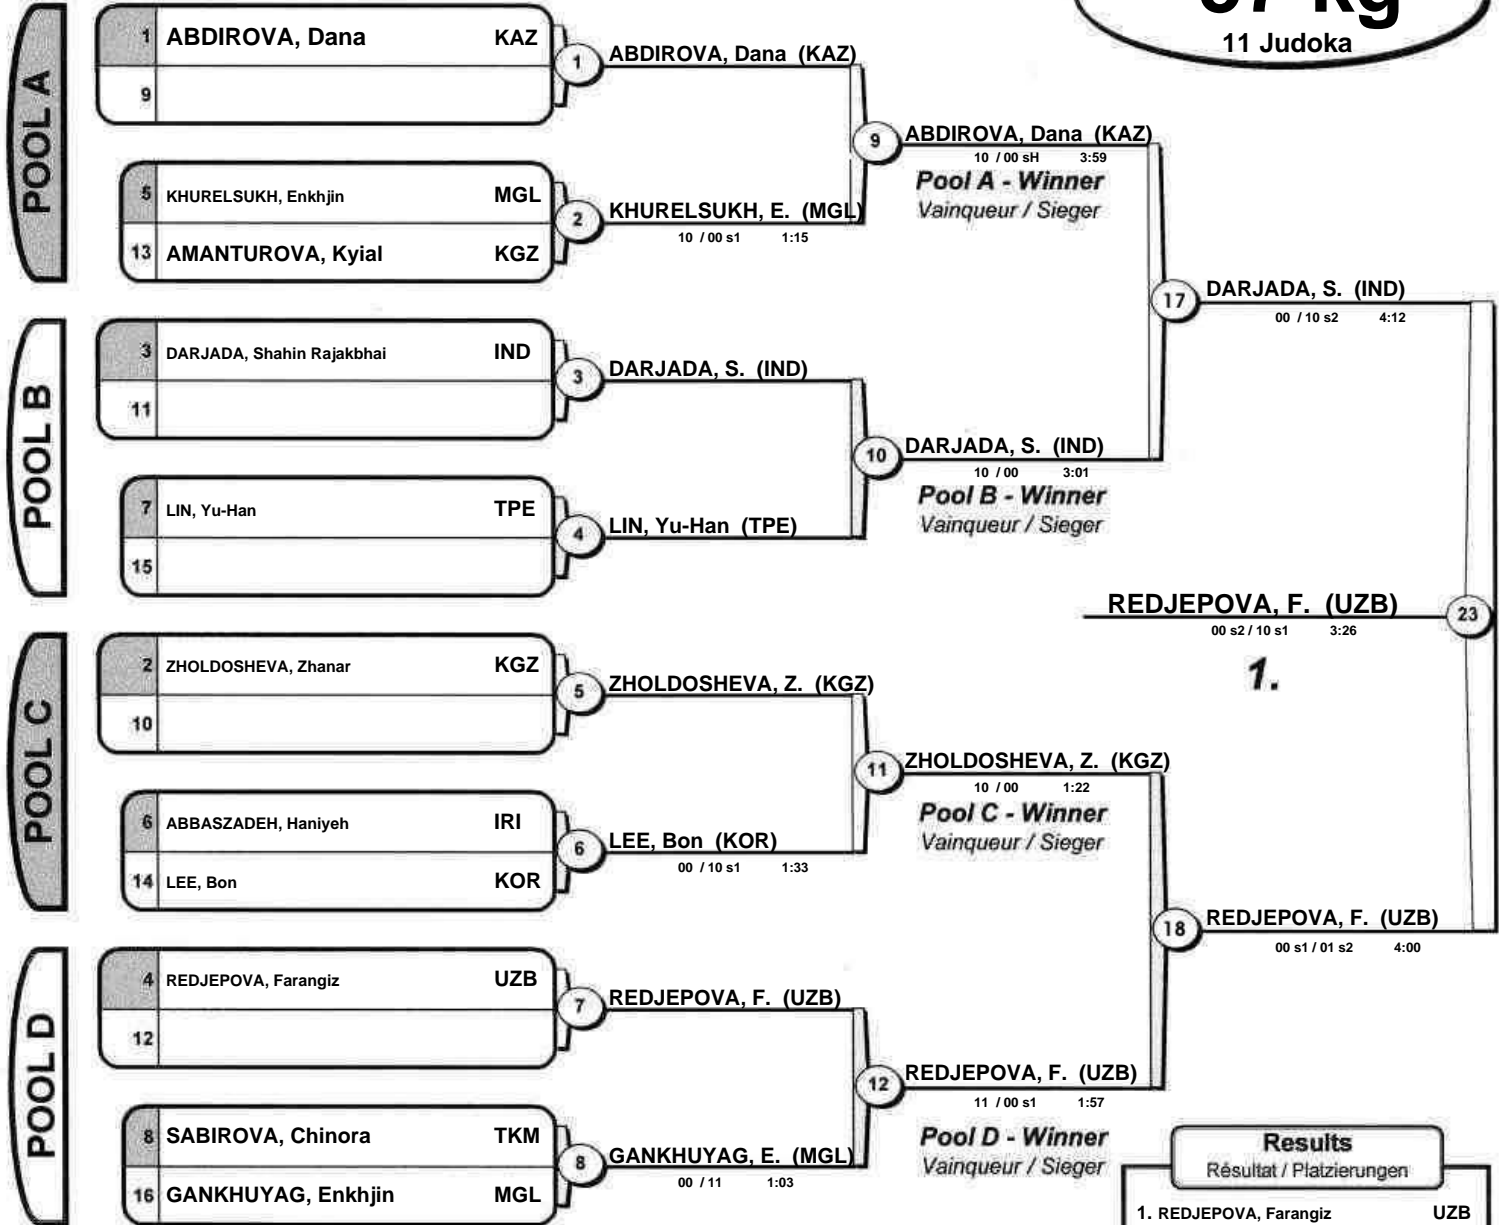 11 Judoka
POOL A
1 ABDIROVA, Dana KAZ
9
1
ABDIROVA, Dana (KAZ)
5 KHURELSUKH, Enkhjin MGL
13 AMANTUROVA, Kyial KGZ
2
KHURELSUKH, E. (MGL)
10 / 00 s1 1:15
9
ABDIROVA, Dana (KAZ)
10 / 00 sH 3:59
Pool A - Winner
Vainqueur / Sieger
POOL B
3 DARJADA, Shahin Rajakbhai IND
11
3
DARJADA, S. (IND)
7 LIN, Yu-Han TPE
15
4
LIN, Yu-Han (TPE)
10
DARJADA, S. (IND)
10 / 00 3:01
Pool B - Winner
Vainqueur / Sieger
17
DARJADA, S. (IND)
00 / 10 s2 4:12
REDJEPOVA, F. (UZB)
00 s2 / 10 s1 3:26
23
1.
POOL C
2 ZHOLDOSHEVA, Zhanar KGZ
10
5
ZHOLDOSHEVA, Z. (KGZ)
6 ABBASZADEH, Haniyeh IRI
14 LEE, Bon KOR
6
LEE, Bon (KOR)
00 / 10 s1 1:33
11
ZHOLDOSHEVA, Z. (KGZ)
10 / 00 1:22
Pool C - Winner
Vainqueur / Sieger
POOL D
4 REDJEPOVA, Farangiz UZB
12
7
REDJEPOVA, F. (UZB)
8 SABIROVA, Chinora TKM
16 GANKHUYAG, Enkhjin MGL
8
GANKHUYAG, E. (MGL)
00 / 11 1:03
12
REDJEPOVA, F. (UZB)
11 / 00 s1 1:57
Pool D - Winner
Vainqueur / Sieger
18
REDJEPOVA, F. (UZB)
00 s1 / 01 s2 4:00
Results
Résultat / Platzierungen
1. REDJEPOVA, Farangiz UZB